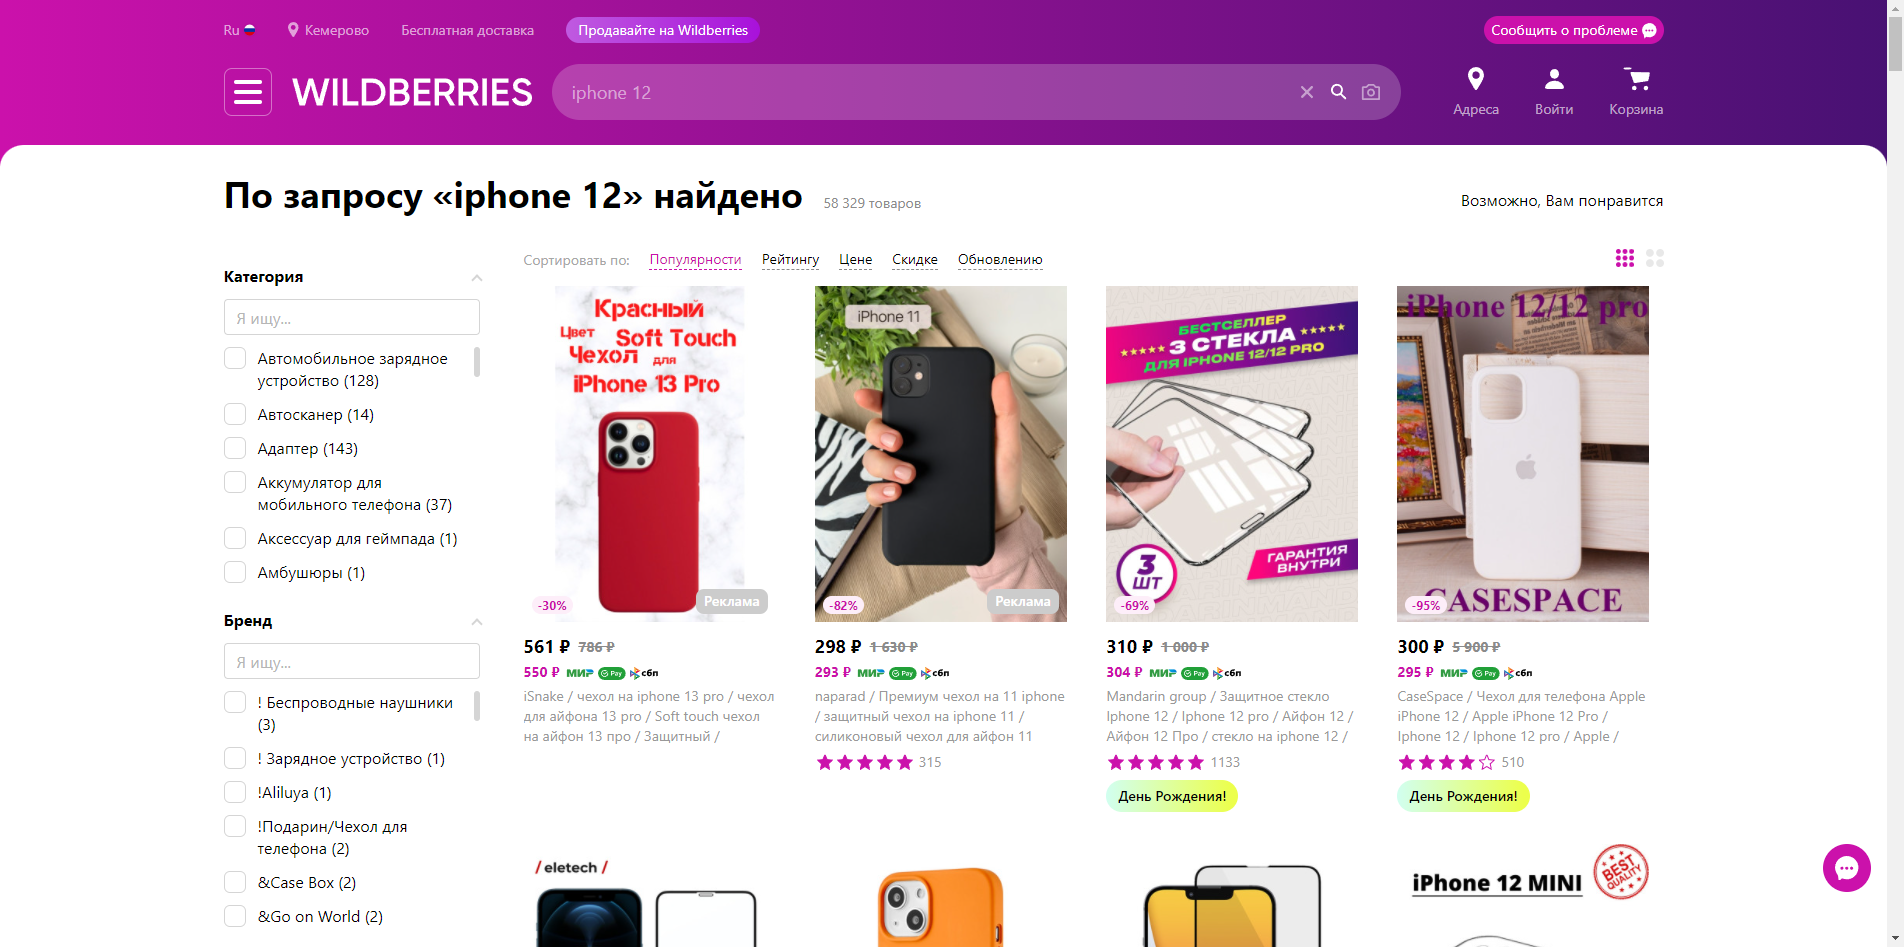 Ru
Кемерово
Бесплатная доставка
Продавайте на Wildberries
Сообщить о проблеме
WILDBERRIES
iphone 12
Адреса
Войти
Корзина
По запросу «iphone 12» найдено
58 329 товаров
Возможно, Вам понравится
Категория
Я ищу...
Автомобильное зарядное
устройство (128)
Автосканер (14)
Адаптер (143)
Аккумулятор для
мобильного телефона (37)
Аксессуар для геймпада (1)
Амбушюры (1)
Бренд
Я ищу...
! Беспроводные наушники
(3)
! Зарядное устройство (1)
!Aliluya (1)
!Подарин/Чехол для
телефона (2)
&Case Box (2)
&Go on World (2)
Сортировать по:
Популярности
Рейтингу
Цене
Скидке
Обновлению
Красный
Цвет Soft Touch
Чехол для
iPhone 13 Pro
-30%
Реклама
561 ₽ 786 ₽
550 ₽ МИР Pay сбп
iSnake / чехол на iphone 13 pro / чехол
для айфона 13 pro / Soft touch чехол
на айфон 13 про / Защитный /
iPhone 11
-82%
Реклама
298 ₽ 1 630 ₽
293 ₽ МИР Pay сбп
naparad / Премиум чехол на 11 iphone
/ защитный чехол на iphone 11 /
силиконовый чехол для айфон 11
315
БЕСТСЕЛЛЕР
3 СТЕКЛА
ДЛЯ IPHONE 12/12 PRO
3
ШТ
ГАРАНТИЯ
ВНУТРИ
-69%
310 ₽ 1 000 ₽
304 ₽ МИР Pay сбп
Mandarin group / Защитное стекло
Iphone 12 / Iphone 12 pro / Айфон 12 /
Айфон 12 Про / стекло на iphone 12 /
1133
День Рождения!
iPhone 12/12 pro
CASESPACE
-95%
300 ₽ 5 900 ₽
295 ₽ МИР Pay сбп
CaseSpace / Чехол для телефона Apple
iPhone 12 / Apple iPhone 12 Pro /
Iphone 12 / Iphone 12 pro / Apple /
510
День Рождения!
/ eletech /
iPhone 12 MINI
BEST
QUALITY